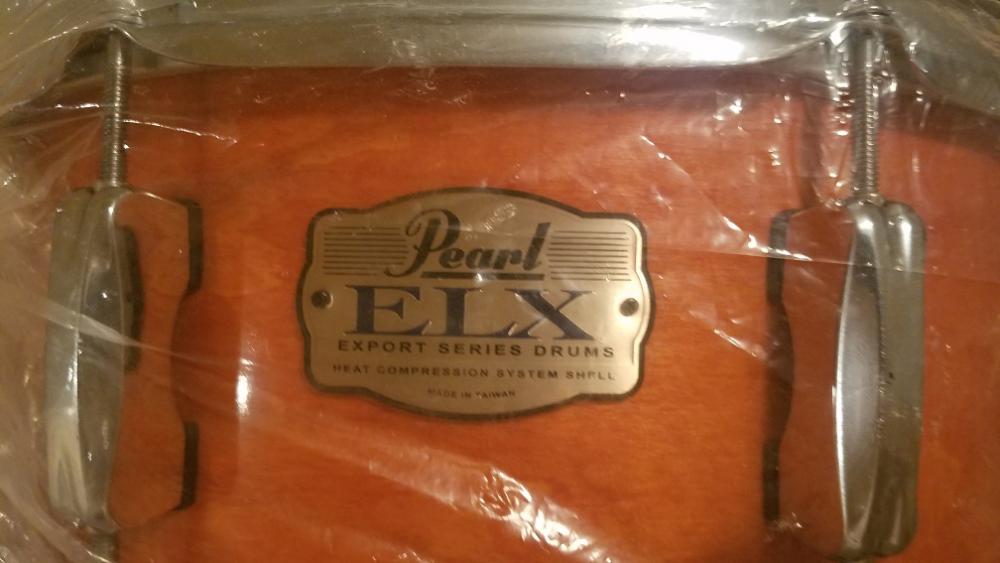 Pearl
ELX
EXPORT SERIES DRUMS
HEAT COMPRESSION SYSTEM SHELL
MADE IN TAIWAN